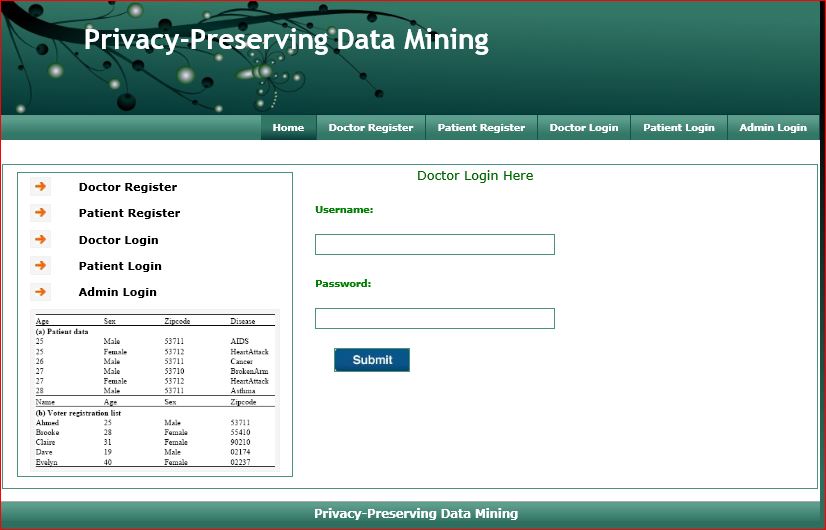 Privacy-Preserving Data Mining
Home Doctor Register Patient Register Doctor Login Patient Login Admin Login
Doctor Register
Patient Register
Doctor Login
Patient Login
Admin Login
Age Sex Zipcode Disease
(a) Patient data
25 Male 53711 AIDS
25 Female 53712 HeartAttack
26 Male 53711 Cancer
27 Male 53710 BrokenArm
27 Female 53712 HeartAttack
28 Male 53711 Asthma
Name Age Sex Zipcode
(b) Voter registration list
Ahmed 25 Male 53711
Brooke 28 Female 55410
Claire 31 Female 90210
Dave 19 Male 02174
Evelyn 40 Female 02237
Doctor Login Here
Username:
Password:
Submit
Privacy-Preserving Data Mining